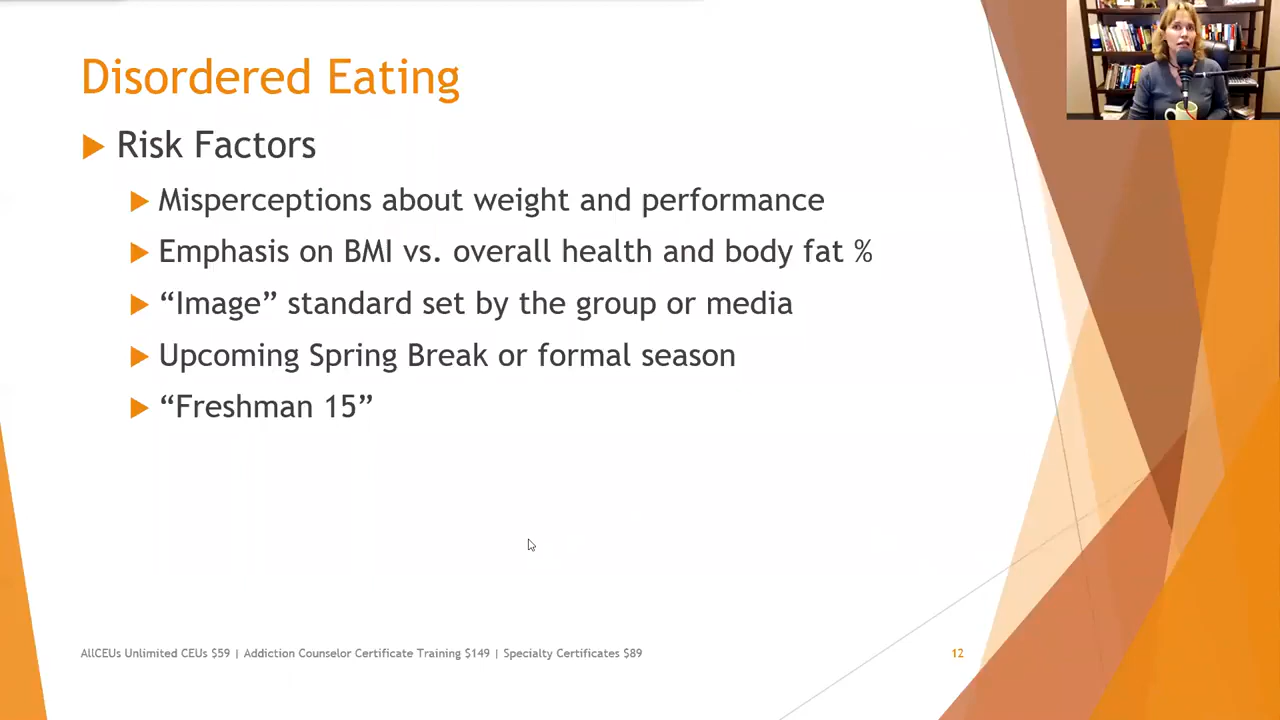 Disordered Eating
Risk Factors
Misperceptions about weight and performance
Emphasis on BMI vs. overall health and body fat %
“Image” standard set by the group or media
Upcoming Spring Break or formal season
“Freshman 15”
AllCEUs Unlimited CEUs $59 | Addiction Counselor Certificate Training $149 | Specialty Certificates $89
12